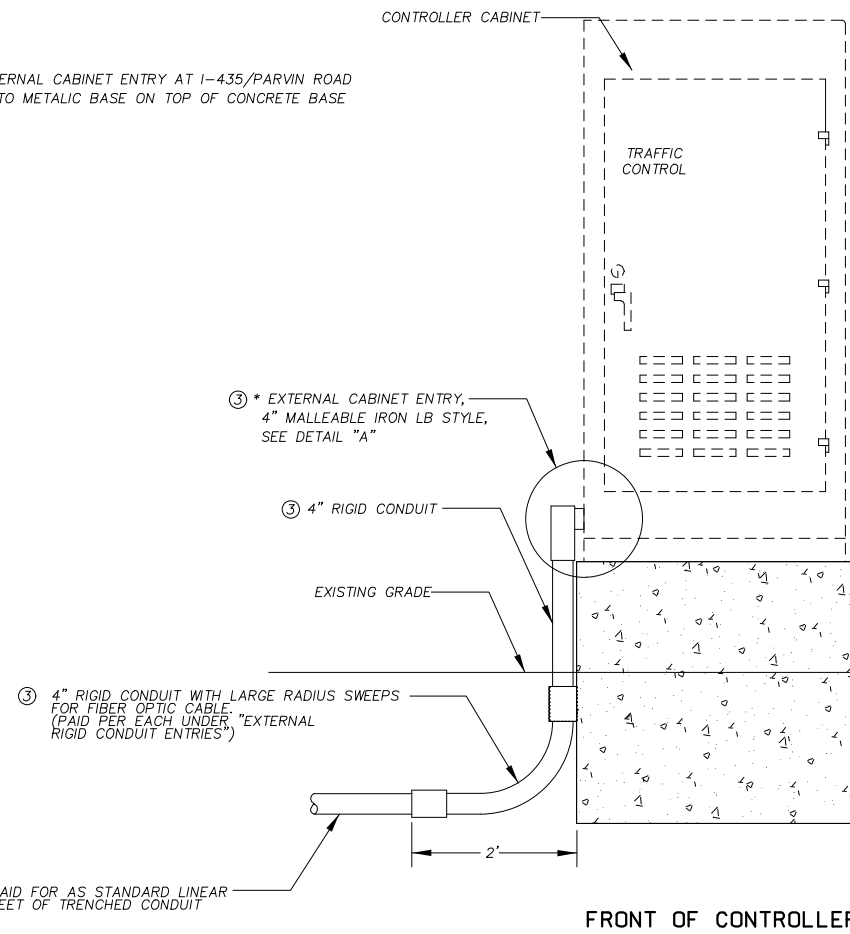 CONTROLLER CABINET
ERNAL CABINET ENTRY AT I-435/PARVIN ROAD
TO METALIC BASE ON TOP OF CONCRETE BASE
TRAFFIC
CONTROL
③ * EXTERNAL CABINET ENTRY,
4" MALLEABLE IRON LB STYLE,
SEE DETAIL "A"
③ 4" RIGID CONDUIT
EXISTING GRADE
③ 4" RIGID CONDUIT WITH LARGE RADIUS SWEEPS
FOR FIBER OPTIC CABLE.
(PAID PER EACH UNDER "EXTERNAL
RIGID CONDUIT ENTRIES")
2'
AID FOR AS STANDARD LINEAR
EET OF TRENCHED CONDUIT
FRONT OF CONTROLLER